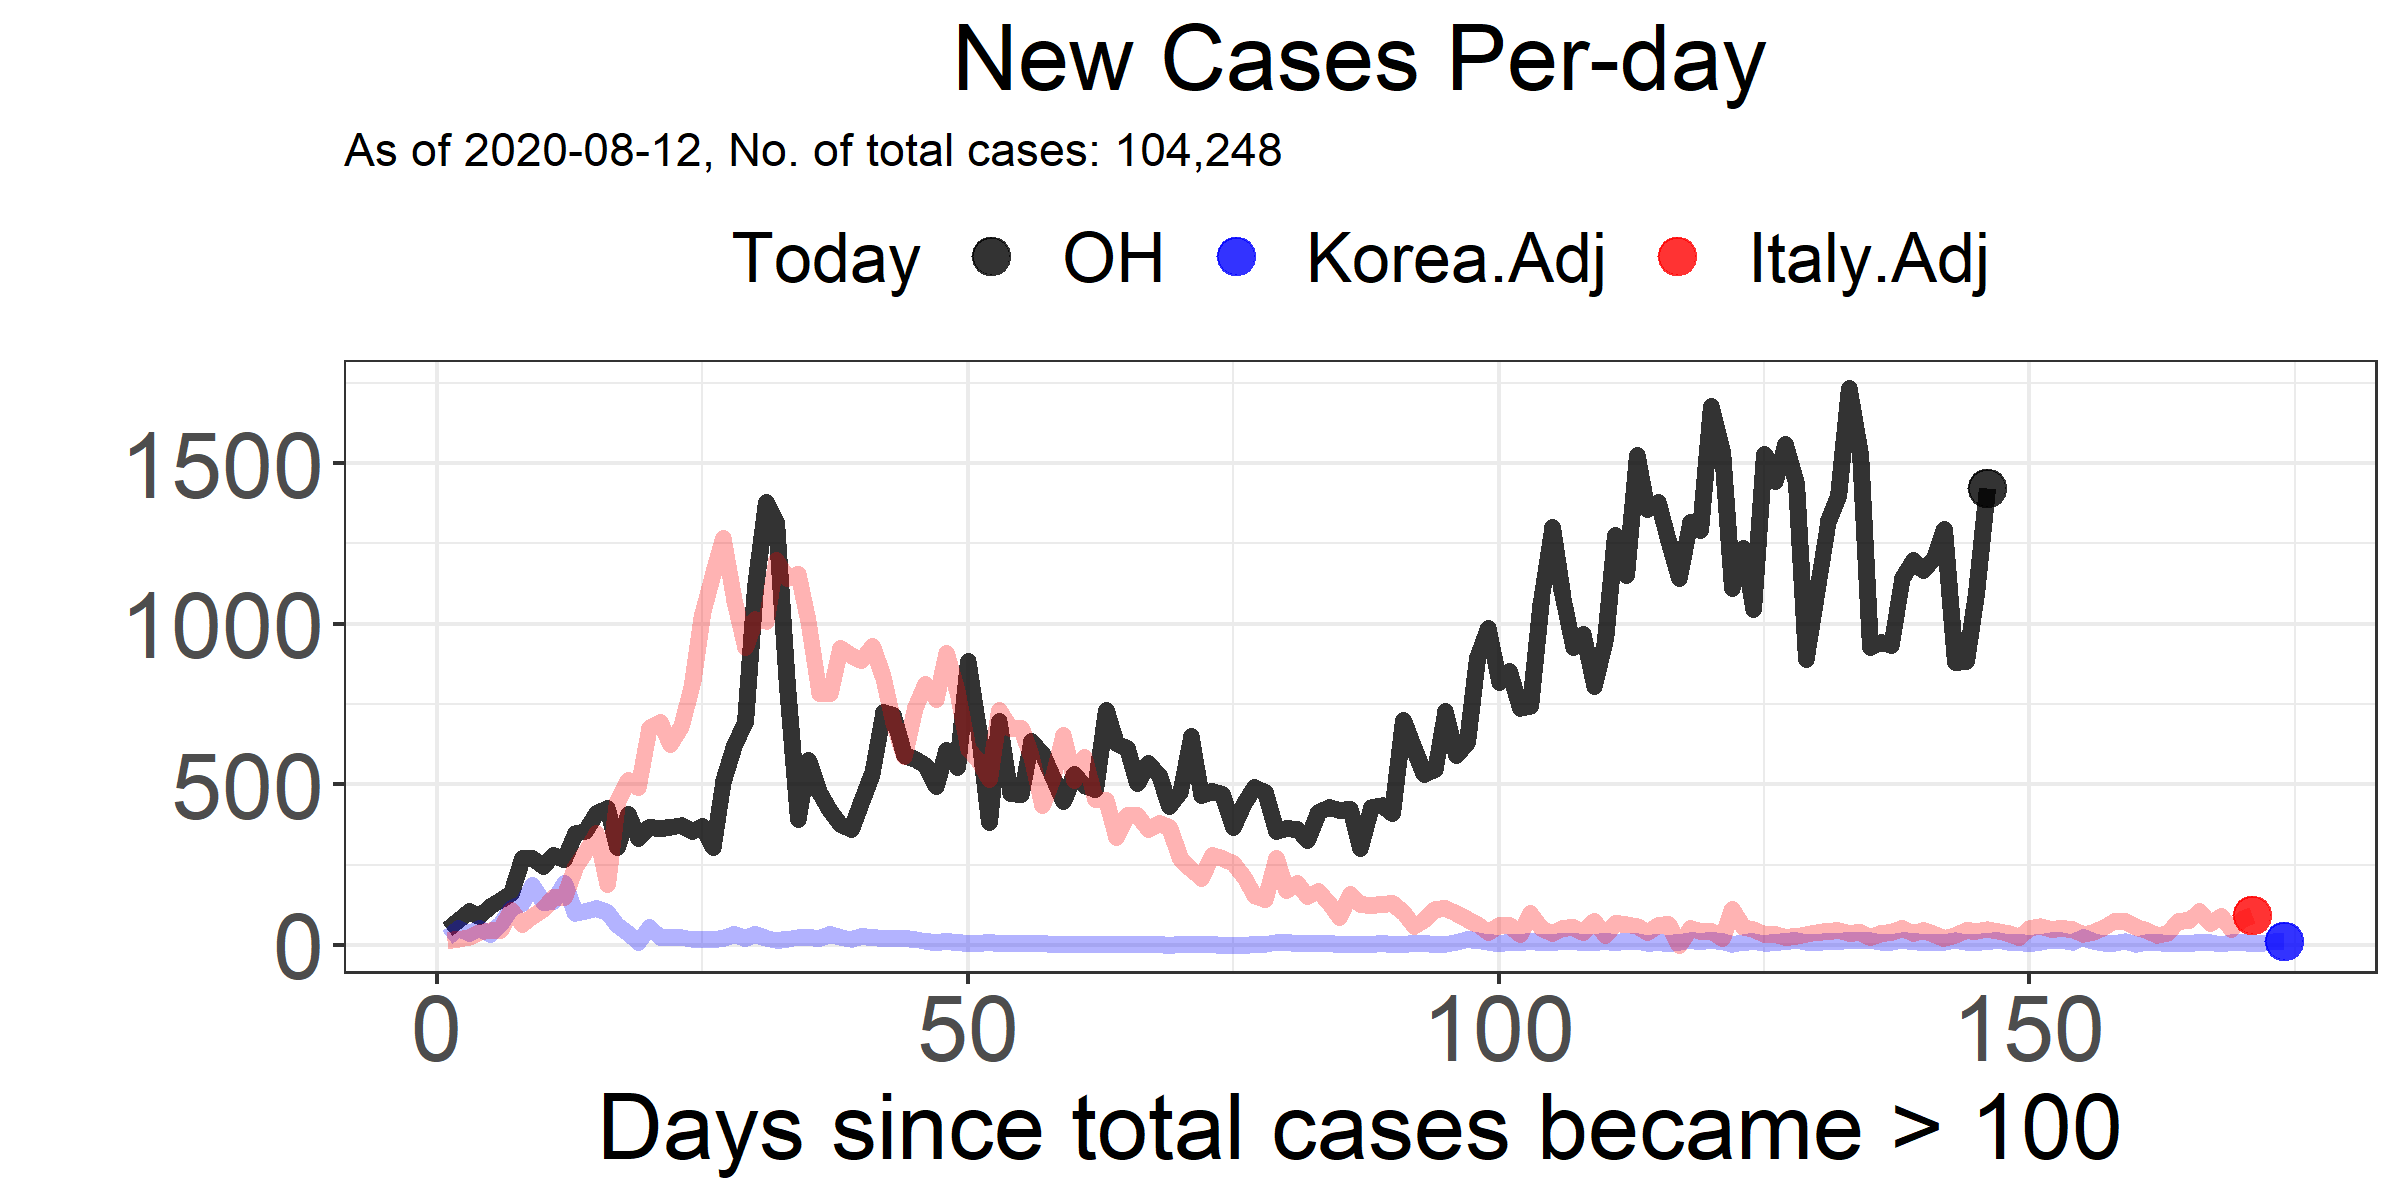 New Cases Per-day
As of 2020-08-12, No. of total cases: 104,248
Today OH Korea.Adj Italy.Adj
1500
1000
500
0
0 50 100 150
Days since total cases became > 100